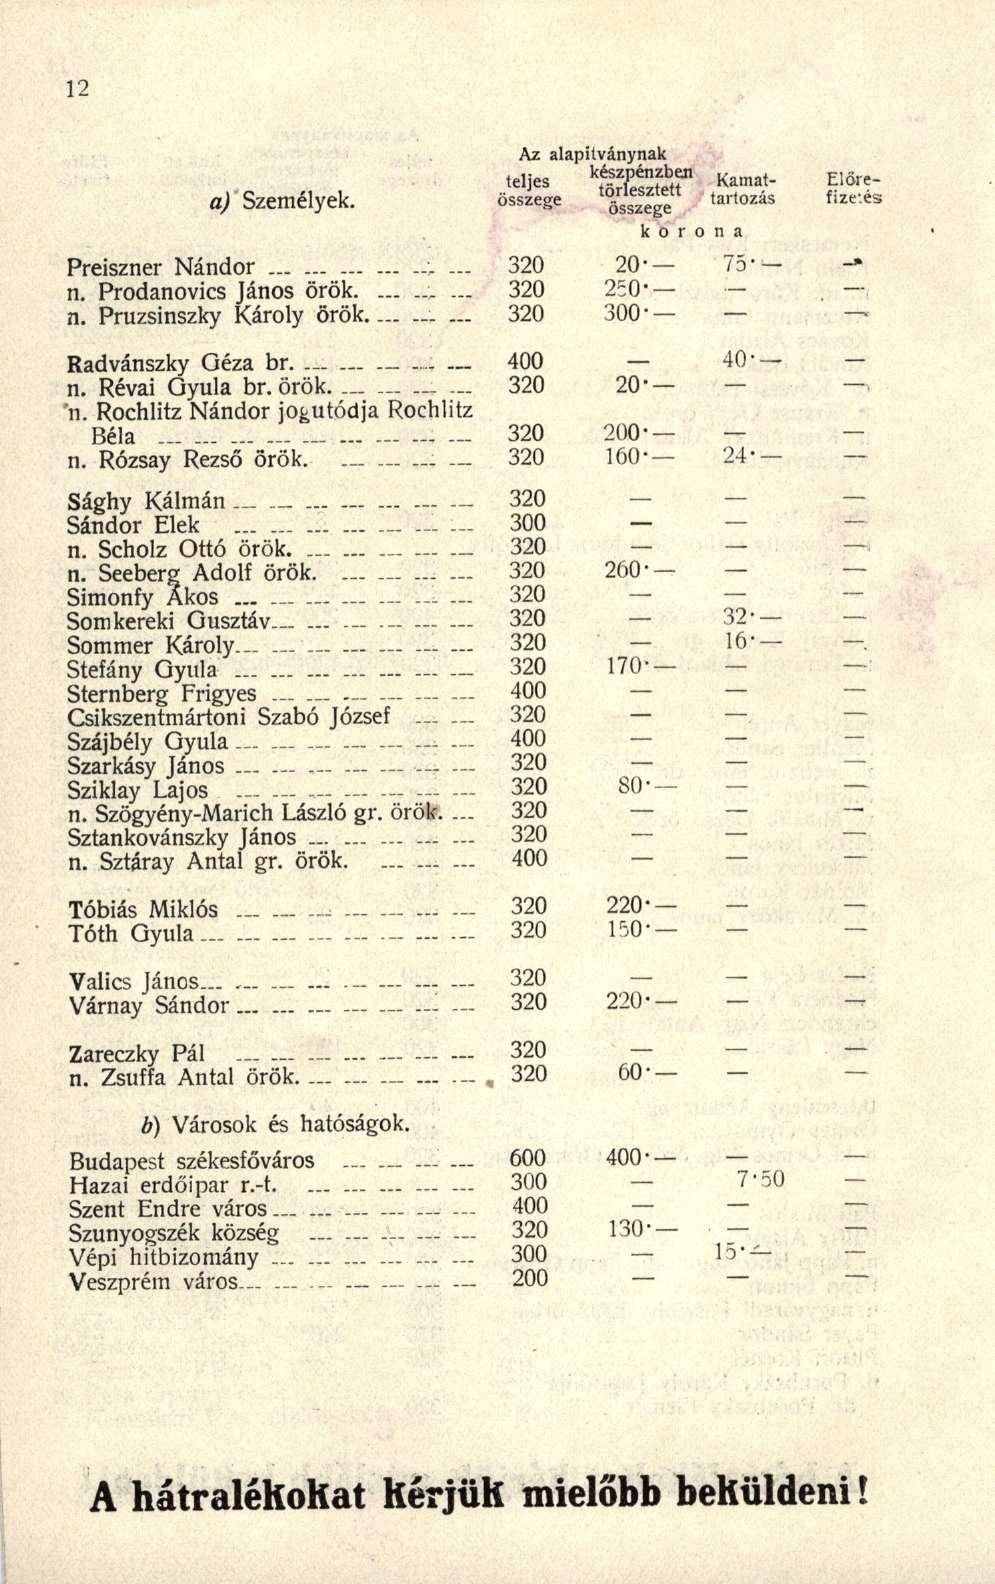 12
Az alapítványnak
a) Személyek. teljes összege készpénzben törlesztett összege Kamat-tartozás Előre-fizetés
korona
Preiszner Nándor 320 20·— 75·— —
n. Prodanovics János örök. 320 250·— — —
n. Pruzsinszky Károly örök. 320 300·— — —
Radvánszky Géza br. 400 — 40·— —
n. Révai Gyula br. örök. 320 20·— — —
n. Rochlitz Nándor jogutódja Rochlitz
Béla 320 200·— — —
n. Rózsay Rezső örök. 320 160·— 24·— —
Sághy Kálmán 320 — — —
Sándor Elek 300 — — —
n. Scholz Ottó örök. 320 — — —
n. Seeberg Adolf örök. 320 260·— — —
Simonfy Ákos 320 — — —
Somkereki Gusztáv 320 — 32·— —
Sommer Károly 320 — 16·— —
Stefány Gyula 320 170·— — —
Sternberg Frigyes 400 — — —
Csikszentmártoni Szabó József 320 — — —
Szájbély Gyula 400 — — —
Szarkásy János 320 — — —
Sziklay Lajos 320 80·— — —
n. Szögyény-Marich László gr. örök. 320 — — —
Sztankovánszky János 320 — — —
n. Sztáray Antal gr. örök. 400 — — —
Tóbiás Miklós 320 220·— — —
Tóth Gyula 320 150·— — —
Valics János 320 — — —
Várnay Sándor 320 220·— — —
Zareczky Pál 320 — — —
n. Zsuffa Antal örök. 320 60·— — —
b) Városok és hatóságok.
Budapest székesfőváros 600 400·— — —
Hazai erdőipar r.-t. 300 — 7·50 —
Szent Endre város 400 — — —
Szunyogszék község 320 130·— — —
Vépi hitbizomány 300 — 15·— —
Veszprém város 200 — — —
A hátralékokat kérjük mielőbb beküldeni!